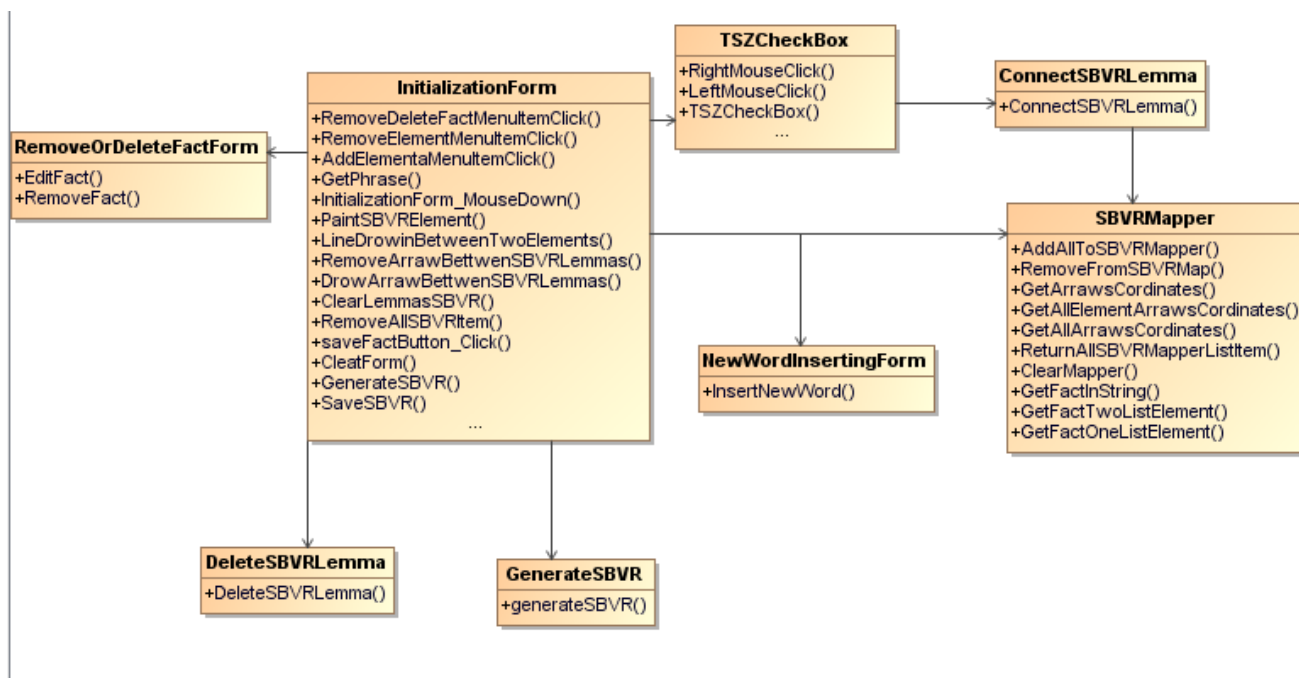 TSZCheckBox
+RightMouseClick()
+LeftMouseClick()
+TSZCheckBox()
...
ConnectSBVRLemma
+ConnectSBVRLemma()
InitializationForm
+RemoveDeleteFactMenuItemClick()
+RemoveElementMenuItemClick()
+AddElementaMenuItemClick()
+GetPhrase()
+InitializationForm_MouseDown()
+PaintSBVRElement()
+LineDrowinBetweenTwoElements()
+RemoveArrawBettwenSBVRLemmas()
+DrowArrawBettwenSBVRLemmas()
+ClearLemmasSBVR()
+RemoveAllSBVRItem()
+saveFactButton_Click()
+CleatForm()
+GenerateSBVR()
+SaveSBVR()
...
RemoveOrDeleteFactForm
+EditFact()
+RemoveFact()
SBVRMapper
+AddAllToSBVRMapper()
+RemoveFromSBVRMap()
+GetArrawsCordinates()
+GetAllElementArrawsCordinates()
+GetAllArrawsCordinates()
+ReturnAllSBVRMapperListItem()
+ClearMapper()
+GetFactInString()
+GetFactTwoListElement()
+GetFactOneListElement()
NewWordInsertingForm
+InsertNewWord()
DeleteSBVRLemma
+DeleteSBVRLemma()
GenerateSBVR
+generateSBVR()